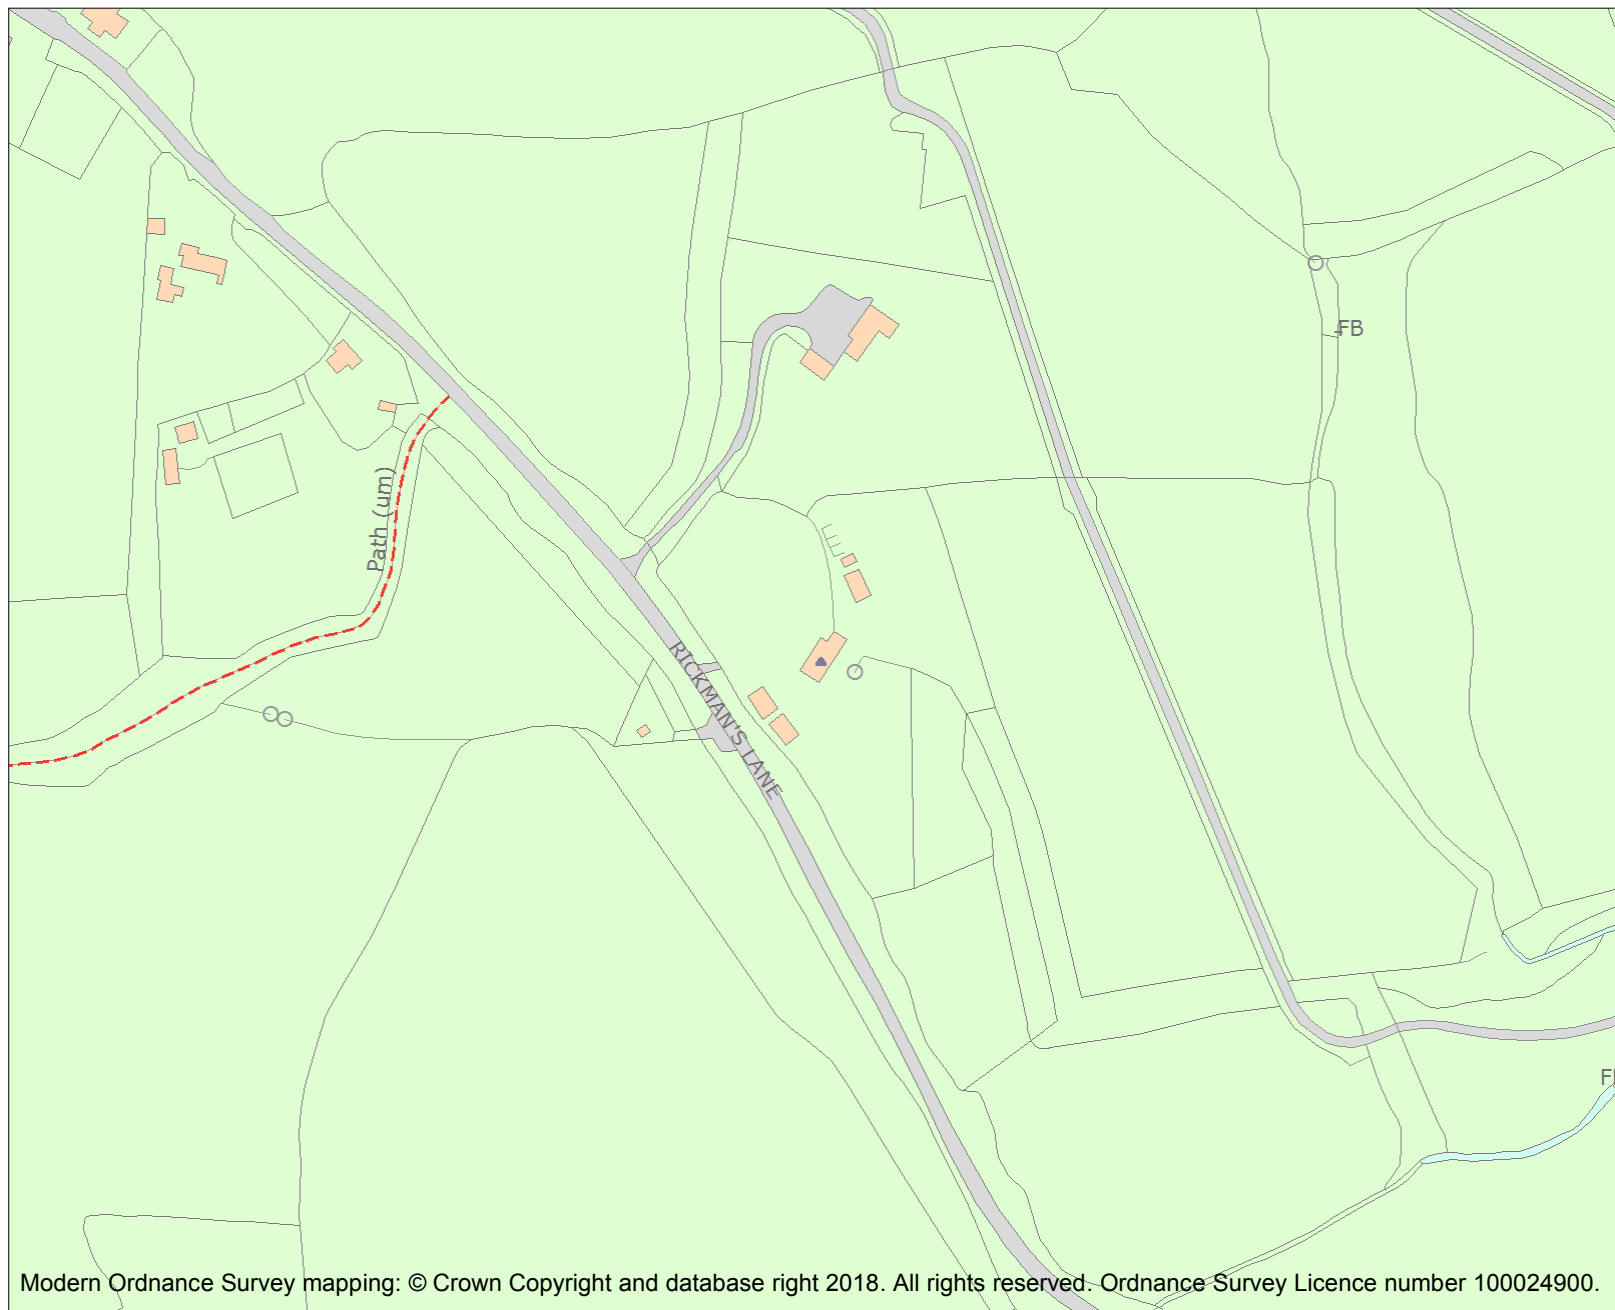 FB
Path (um)
RICKMAN'S LANE
Modern Ordnance Survey mapping: © Crown Copyright and database right 2018. All rights reserved. Ordnance Survey Licence number 100024900.